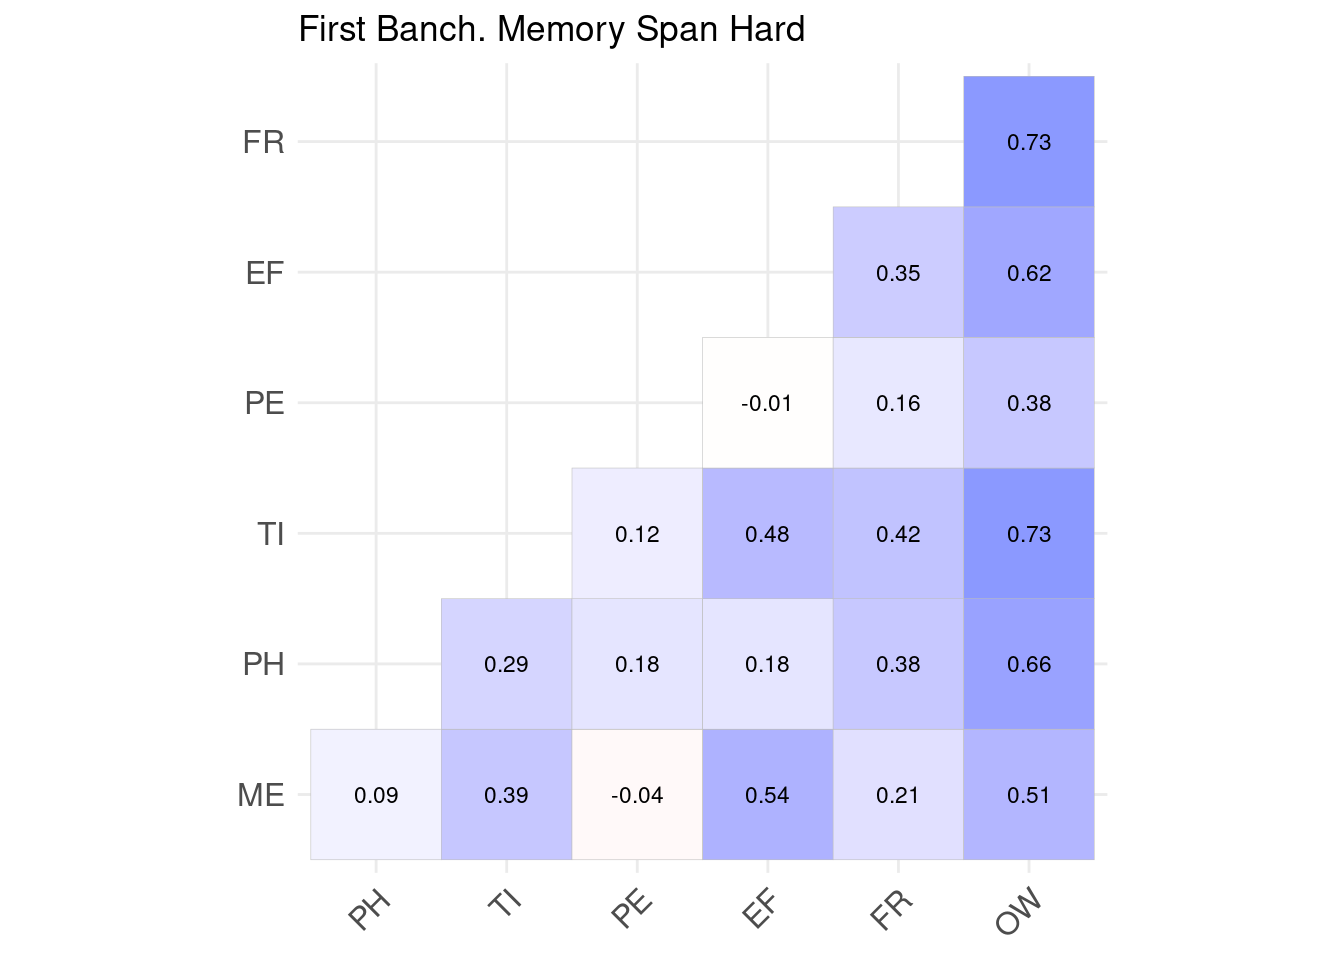 First Banch. Memory Span Hard
FR 0.73
EF 0.35 0.62
PE -0.01 0.16 0.38
TI 0.12 0.48 0.42 0.73
PH 0.29 0.18 0.18 0.38 0.66
ME 0.09 0.39 -0.04 0.54 0.21 0.51
PH TI PE EF FR OW